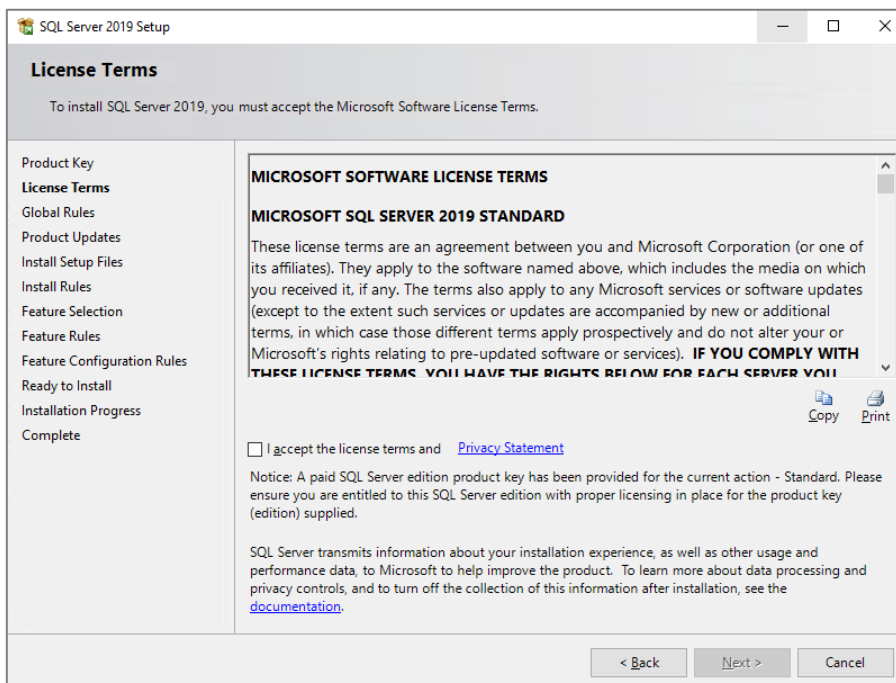 SQL Server 2019 Setup
License Terms
To install SQL Server 2019, you must accept the Microsoft Software License Terms.
Product Key
License Terms
Global Rules
Product Updates
Install Setup Files
Install Rules
Feature Selection
Feature Rules
Feature Configuration Rules
Ready to Install
Installation Progress
Complete
MICROSOFT SOFTWARE LICENSE TERMS
MICROSOFT SQL SERVER 2019 STANDARD
These license terms are an agreement between you and Microsoft Corporation (or one of
its affiliates). They apply to the software named above, which includes the media on which
you received it, if any. The terms also apply to any Microsoft services or software updates
(except to the extent such services or updates are accompanied by new or additional
terms, in which case those different terms apply prospectively and do not alter your or
Microsoft's rights relating to pre-updated software or services). IF YOU COMPLY WITH
THESE LICENSE TERMS, YOU HAVE THE RIGHTS BELOW FOR EACH SERVER YOU
Copy Print
I accept the license terms and Privacy Statement
Notice: A paid SQL Server edition product key has been provided for the current action - Standard. Please
ensure you are entitled to this SQL Server edition with proper licensing in place for the product key
(edition) supplied.
SQL Server transmits information about your installation experience, as well as other usage and
performance data, to Microsoft to help improve the product. To learn more about data processing and
privacy controls, and to turn off the collection of this information after installation, see the
documentation.
< Back Next > Cancel